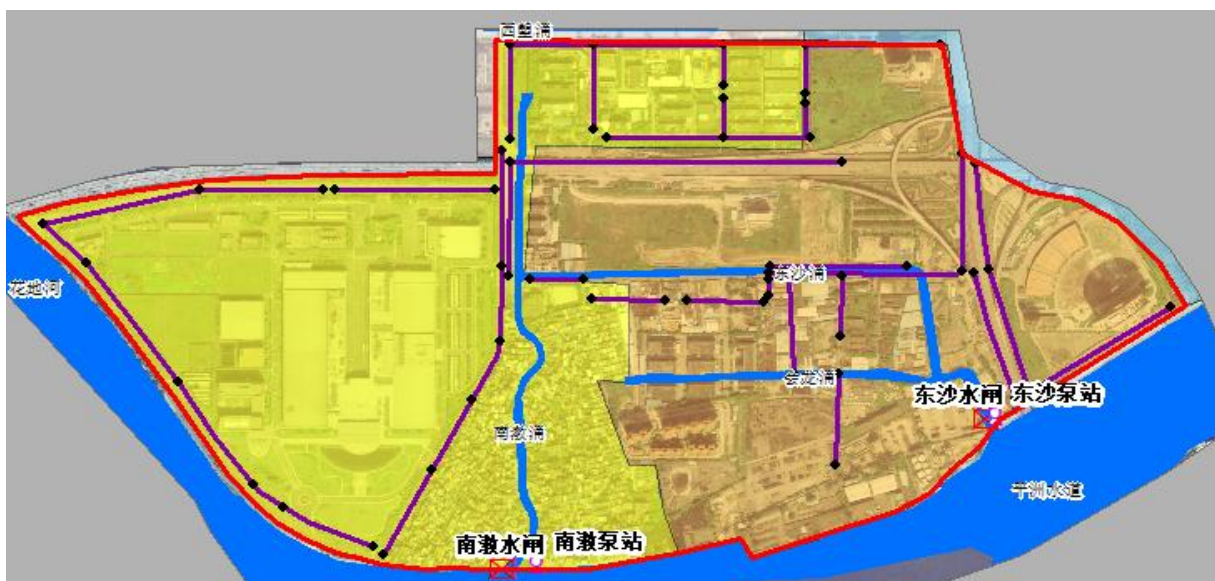 西塱涌
花地河
东沙涌
会龙涌
东沙水闸
东沙泵站
南漖涌
平洲水道
南漖水闸
南漖泵站